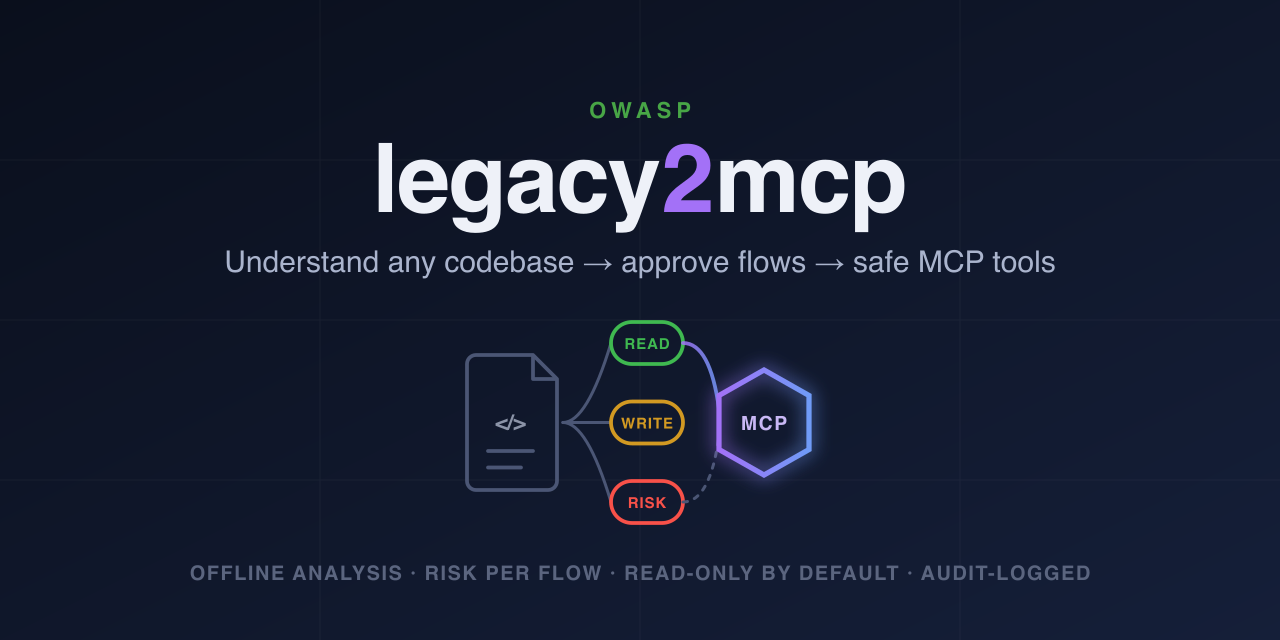 OWASP
legacy2mcp
Understand any codebase → approve flows → safe MCP tools
READ
</>
WRITE
MCP
RISK
OFFLINE ANALYSIS · RISK PER FLOW · READ-ONLY BY DEFAULT · AUDIT-LOGGED